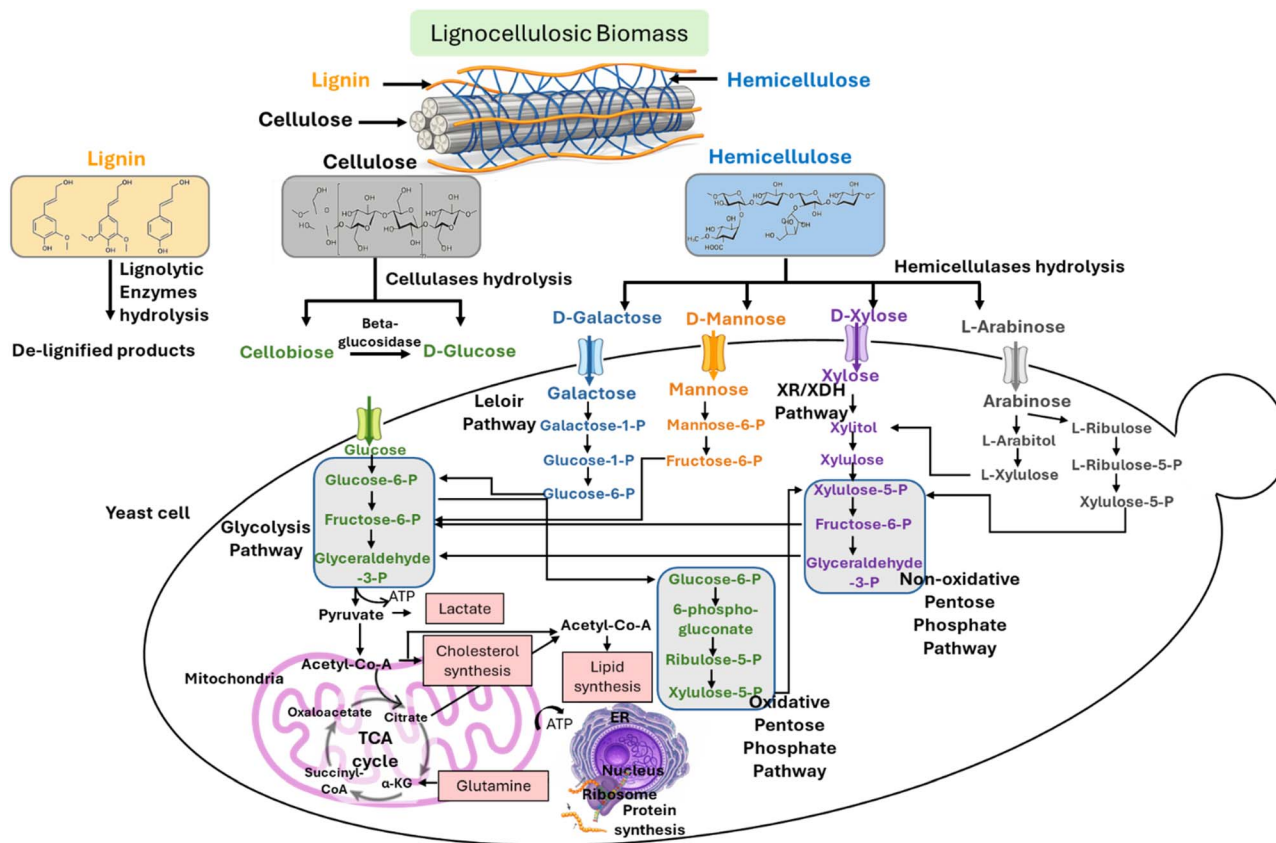 Lignocellulosic Biomass
Lignin
Hemicellulose
Cellulose
Lignin
Cellulose
Hemicellulose
Lignolytic
Enzymes
hydrolysis
De-lignified products
Cellulases hydrolysis
Cellobiose
Beta-
glucosidase
D-Glucose
Hemicellulases hydrolysis
D-Galactose
D-Mannose
D-Xylose
L-Arabinose
Yeast cell
Leloir
Pathway
Galactose
Galactose-1-P
Glucose-1-P
Glucose-6-P
Mannose
Mannose-6-P
Fructose-6-P
XR/XDH
Pathway
Xylose
Xylitol
Xylulose
Arabinose
L-Arabitol
L-Xylulose
L-Ribulose
L-Ribulose-5-P
Xylulose-5-P
Glucose
Glucose-6-P
Fructose-6-P
Glyceraldehyde
-3-P
Glycolysis
Pathway
Xylulose-5-P
Fructose-6-P
Glyceraldehyde
-3-P
Non-oxidative
Pentose
Phosphate
Pathway
Glucose-6-P
6-phospho-
gluconate
Ribulose-5-P
Xylulose-5-P
Oxidative
Pentose
Phosphate
Pathway
ATP
Pyruvate
Lactate
Acetyl-Co-A
Cholesterol
synthesis
Acetyl-Co-A
Lipid
synthesis
Mitochondria
Oxaloacetate
Citrate
TCA
cycle
Succinyl-
CoA
α-KG
Glutamine
ATP
ER
Nucleus
Ribosome
Protein
synthesis